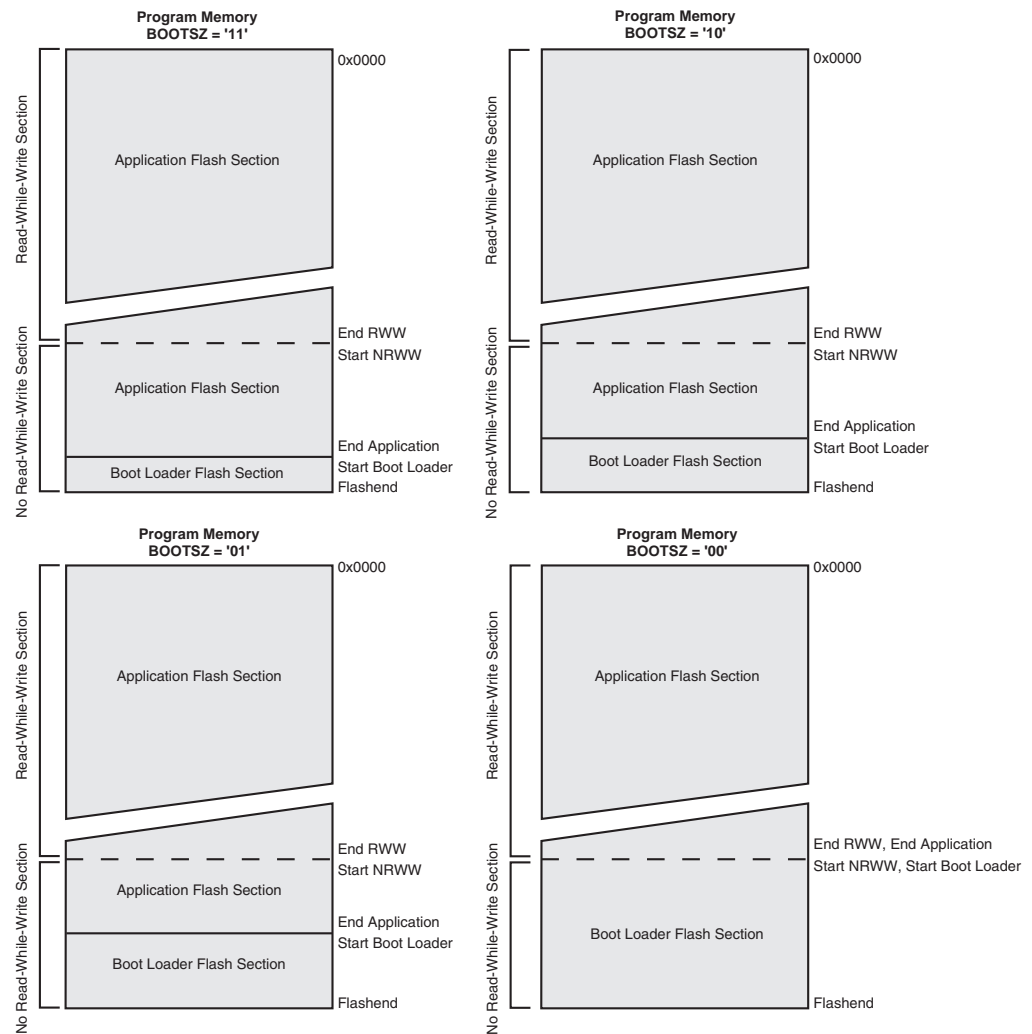 Program Memory
BOOTSZ = '11'
0x0000
Read-While-Write Section
Application Flash Section
End RWW
Start NRWW
No Read-While-Write Section
Application Flash Section
End Application
Start Boot Loader
Boot Loader Flash Section
Flashend
Program Memory
BOOTSZ = '10'
0x0000
Read-While-Write Section
Application Flash Section
End RWW
Start NRWW
No Read-While-Write Section
Application Flash Section
End Application
Start Boot Loader
Boot Loader Flash Section
Flashend
Program Memory
BOOTSZ = '01'
0x0000
Read-While-Write Section
Application Flash Section
End RWW
Start NRWW
No Read-While-Write Section
Application Flash Section
End Application
Start Boot Loader
Boot Loader Flash Section
Flashend
Program Memory
BOOTSZ = '00'
0x0000
Read-While-Write Section
Application Flash Section
End RWW, End Application
Start NRWW, Start Boot Loader
No Read-While-Write Section
Boot Loader Flash Section
Flashend